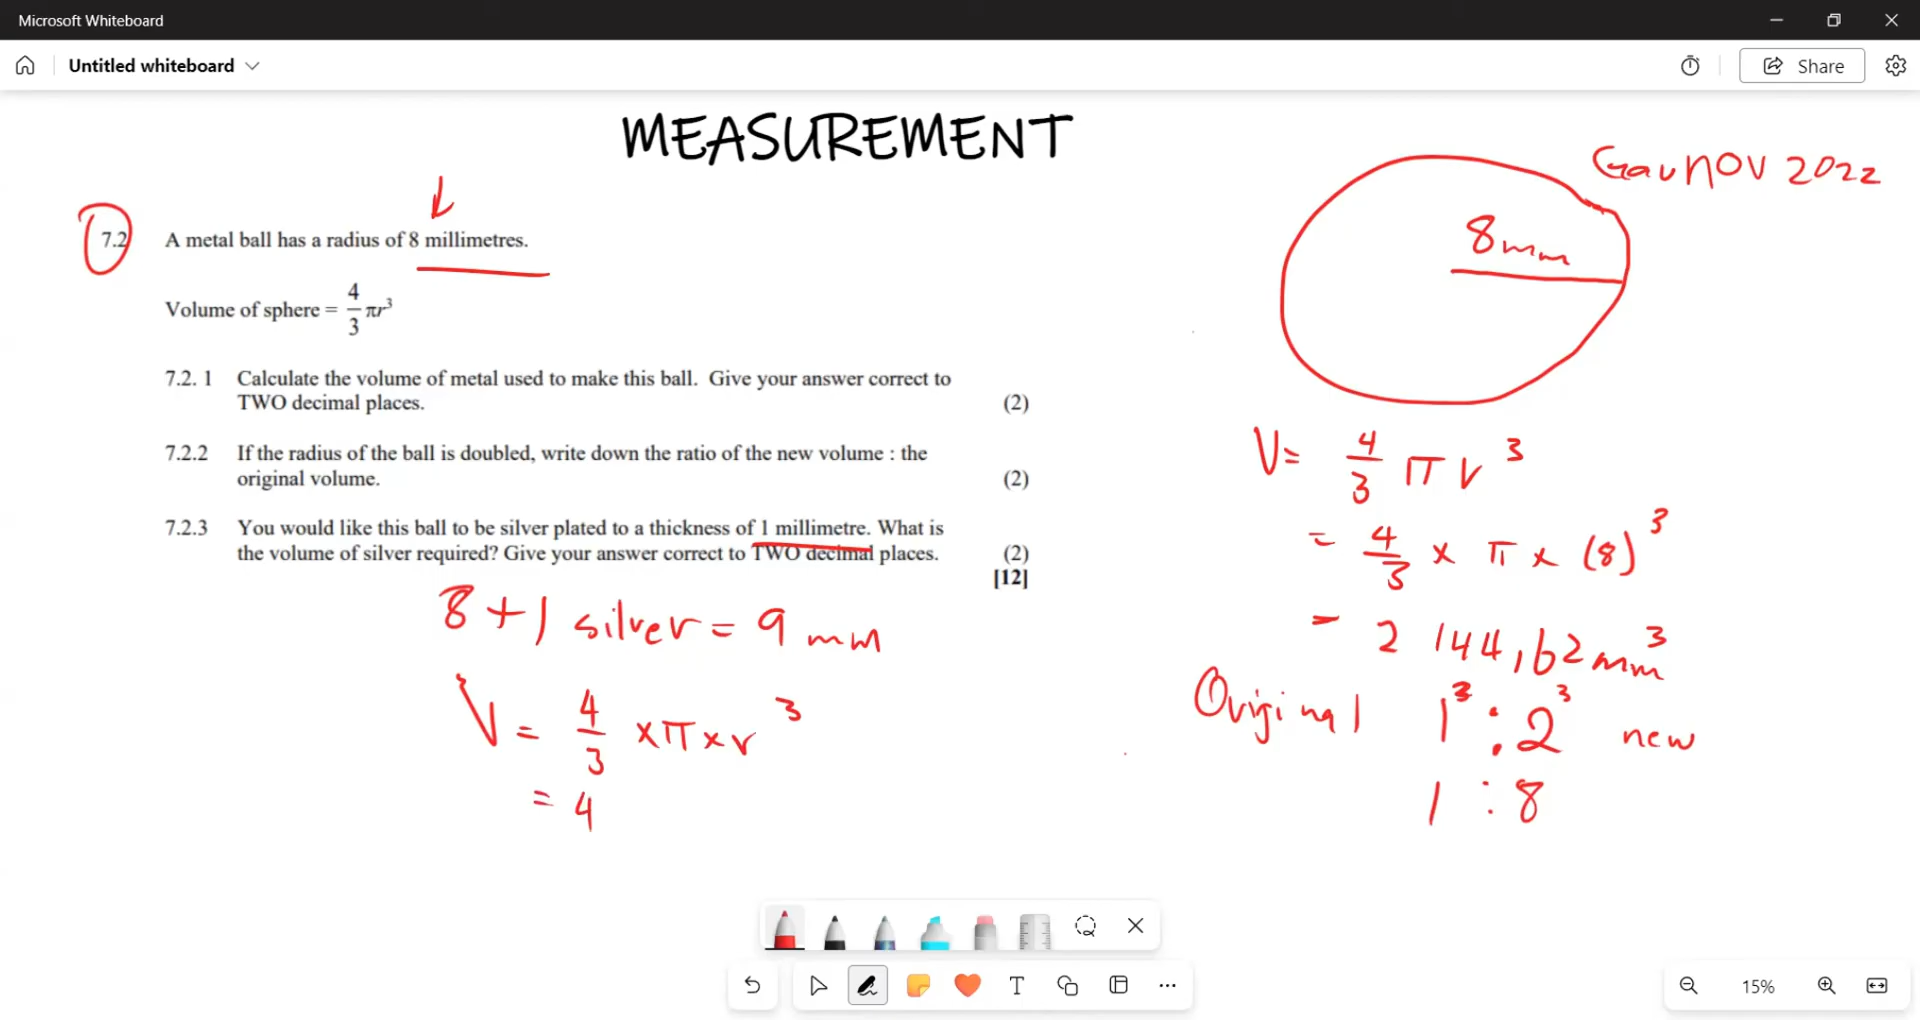 Microsoft Whiteboard
Untitled whiteboard
Share
MEASUREMENT
Gau NOV 2022
7.2 A metal ball has a radius of 8 millimetres.
Volume of sphere = 4/3 πr³
7.2. 1 Calculate the volume of metal used to make this ball. Give your answer correct to
TWO decimal places. (2)
7.2.2 If the radius of the ball is doubled, write down the ratio of the new volume : the
original volume. (2)
7.2.3 You would like this ball to be silver plated to a thickness of 1 millimetre. What is
the volume of silver required? Give your answer correct to TWO decimal places. (2)
[12]
8 + 1 silver = 9 mm
V = 4/3 × π × r³
= 4
8mm
V = 4/3 π r³
= 4/3 × π × (8)³
= 2 144,62 mm³
Original 1³ : 2³ new
1 : 8
15%